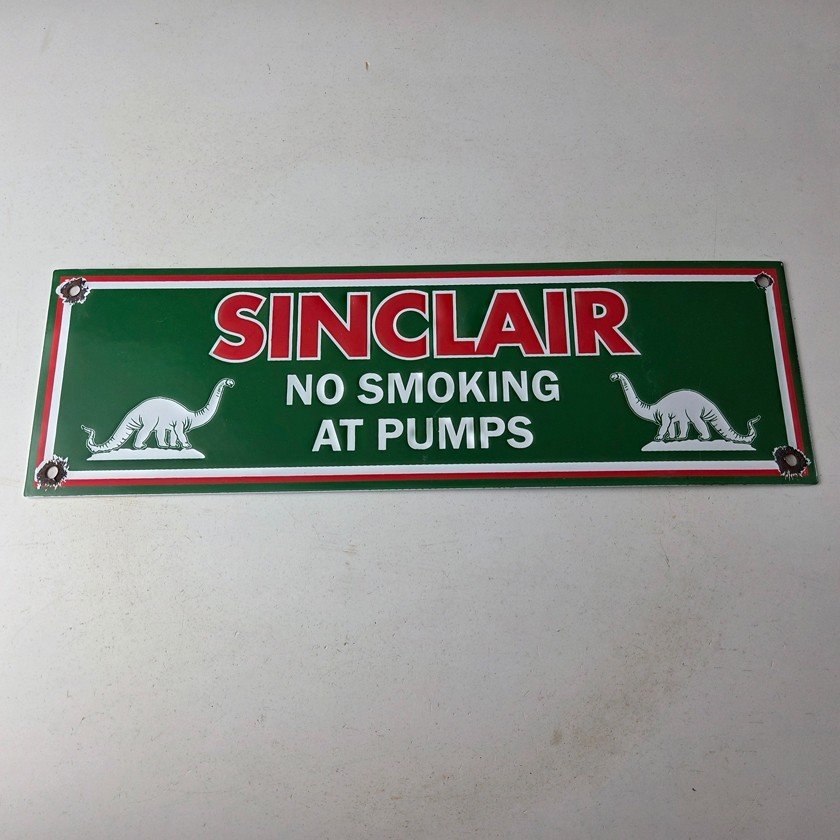 SINCLAIR
NO SMOKING
AT PUMPS